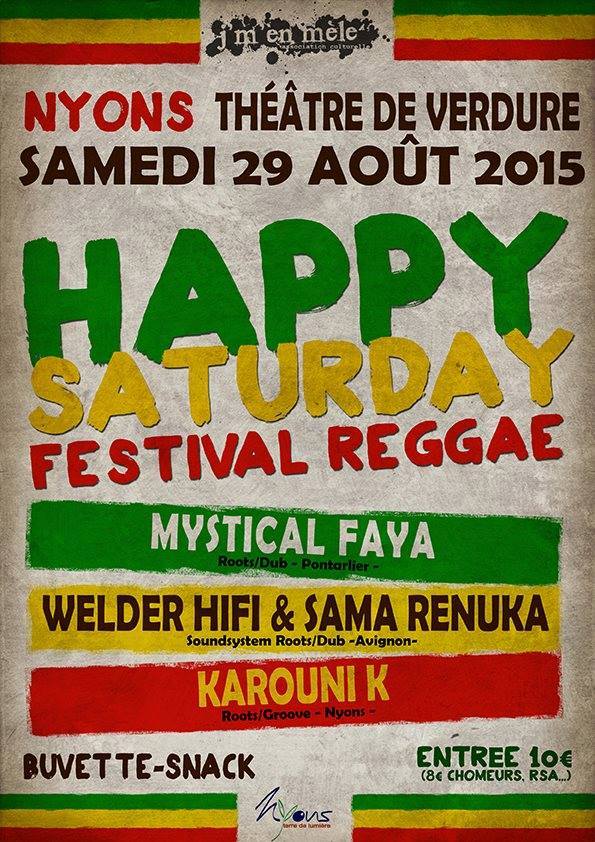 j'm en mêle
association culturelle
NYONS THÉÂTRE DE VERDURE
SAMEDI 29 AOÛT 2015
HAPPY
SATURDAY
FESTIVAL REGGAE
MYSTICAL FAYA
Roots/Dub - Pontarlier -
WELDER HIFI & SAMA RENUKA
Soundsystem Roots/Dub -Avignon-
KAROUNI K
Roots/Groove - Nyons -
BUVETTE-SNACK
ENTREE 10€
(8€ CHOMEURS, RSA...)
Nyons
terre de lumière